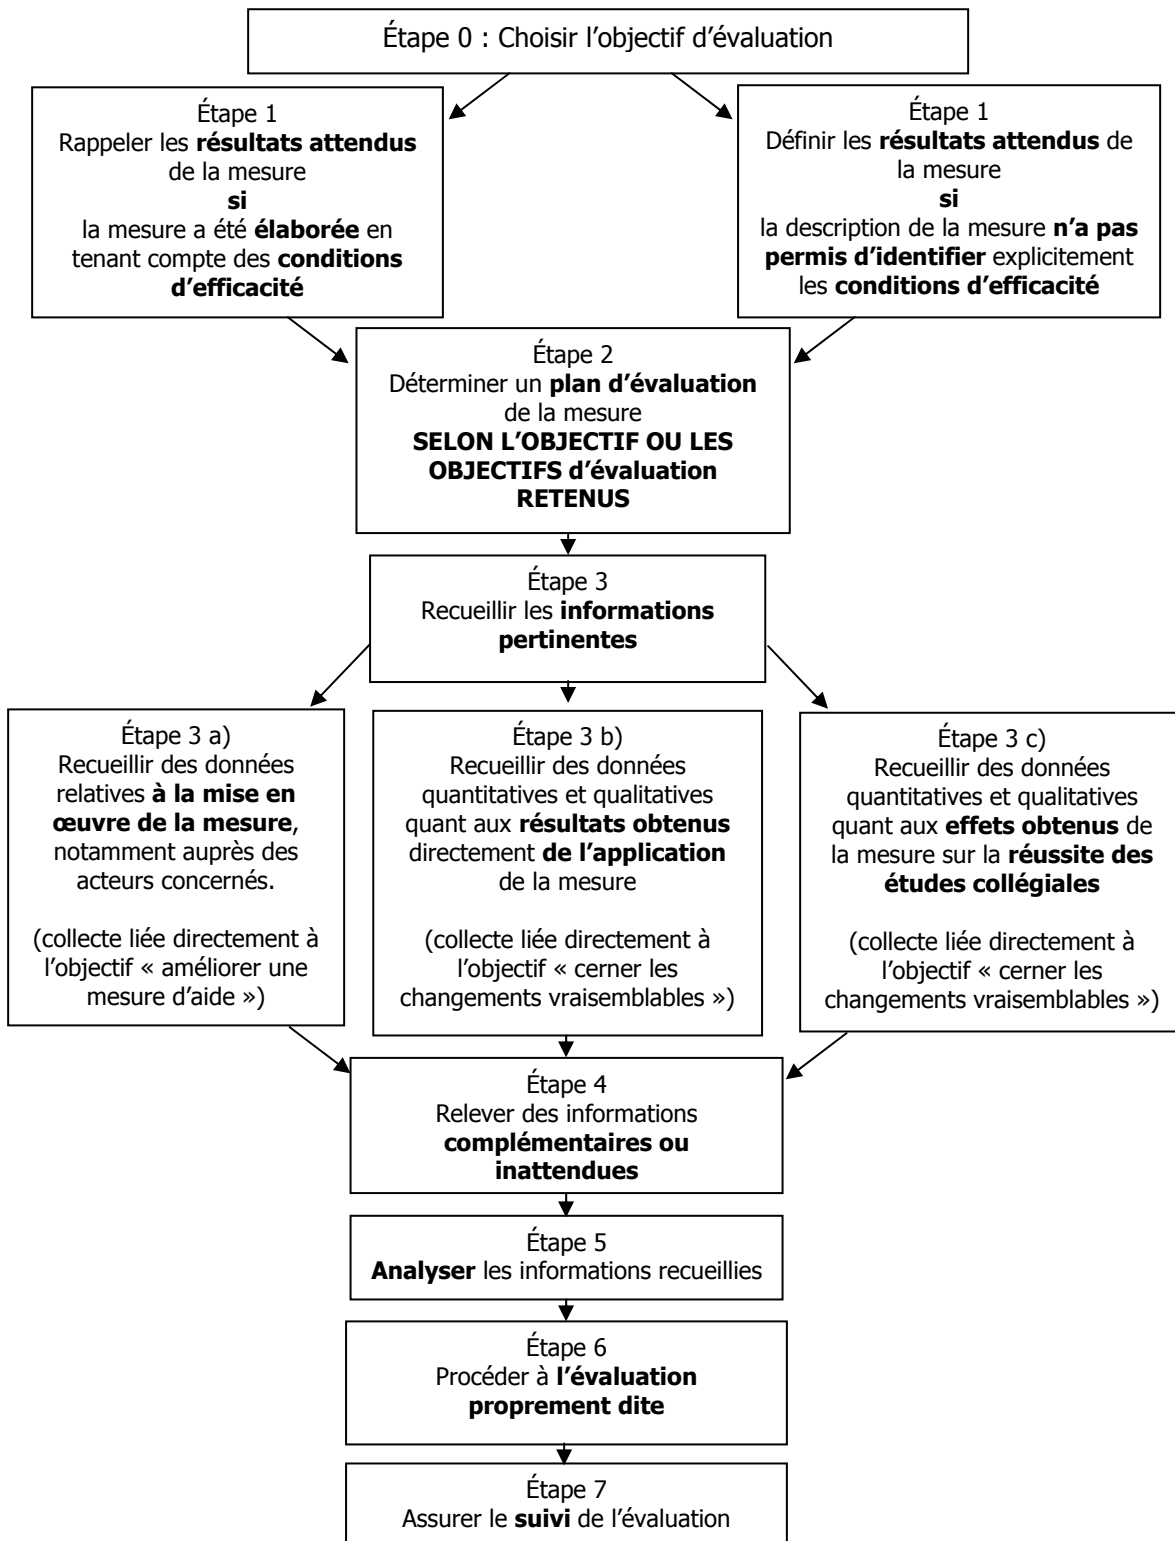 Étape 0 : Choisir l’objectif d’évaluation
Étape 1
Rappeler les résultats attendus
de la mesure
si
la mesure a été élaborée en
tenant compte des conditions
d’efficacité
Étape 1
Définir les résultats attendus de
la mesure
si
la description de la mesure n’a pas
permis d’identifier explicitement
les conditions d’efficacité
Étape 2
Déterminer un plan d’évaluation
de la mesure
SELON L’OBJECTIF OU LES
OBJECTIFS d’évaluation
RETENUS
Étape 3
Recueillir les informations
pertinentes
Étape 3 a)
Recueillir des données
relatives à la mise en
œuvre de la mesure,
notamment auprès des
acteurs concernés.
(collecte liée directement à
l’objectif « améliorer une
mesure d’aide »)
Étape 3 b)
Recueillir des données
quantitatives et qualitatives
quant aux résultats obtenus
directement de l’application
de la mesure
(collecte liée directement à
l’objectif « cerner les
changements vraisemblables »)
Étape 3 c)
Recueillir des données
quantitatives et qualitatives
quant aux effets obtenus de
la mesure sur la réussite des
études collégiales
(collecte liée directement à
l’objectif « cerner les
changements vraisemblables »)
Étape 4
Relever des informations
complémentaires ou
inattendues
Étape 5
Analyser les informations recueillies
Étape 6
Procéder à l’évaluation
proprement dite
Étape 7
Assurer le suivi de l’évaluation